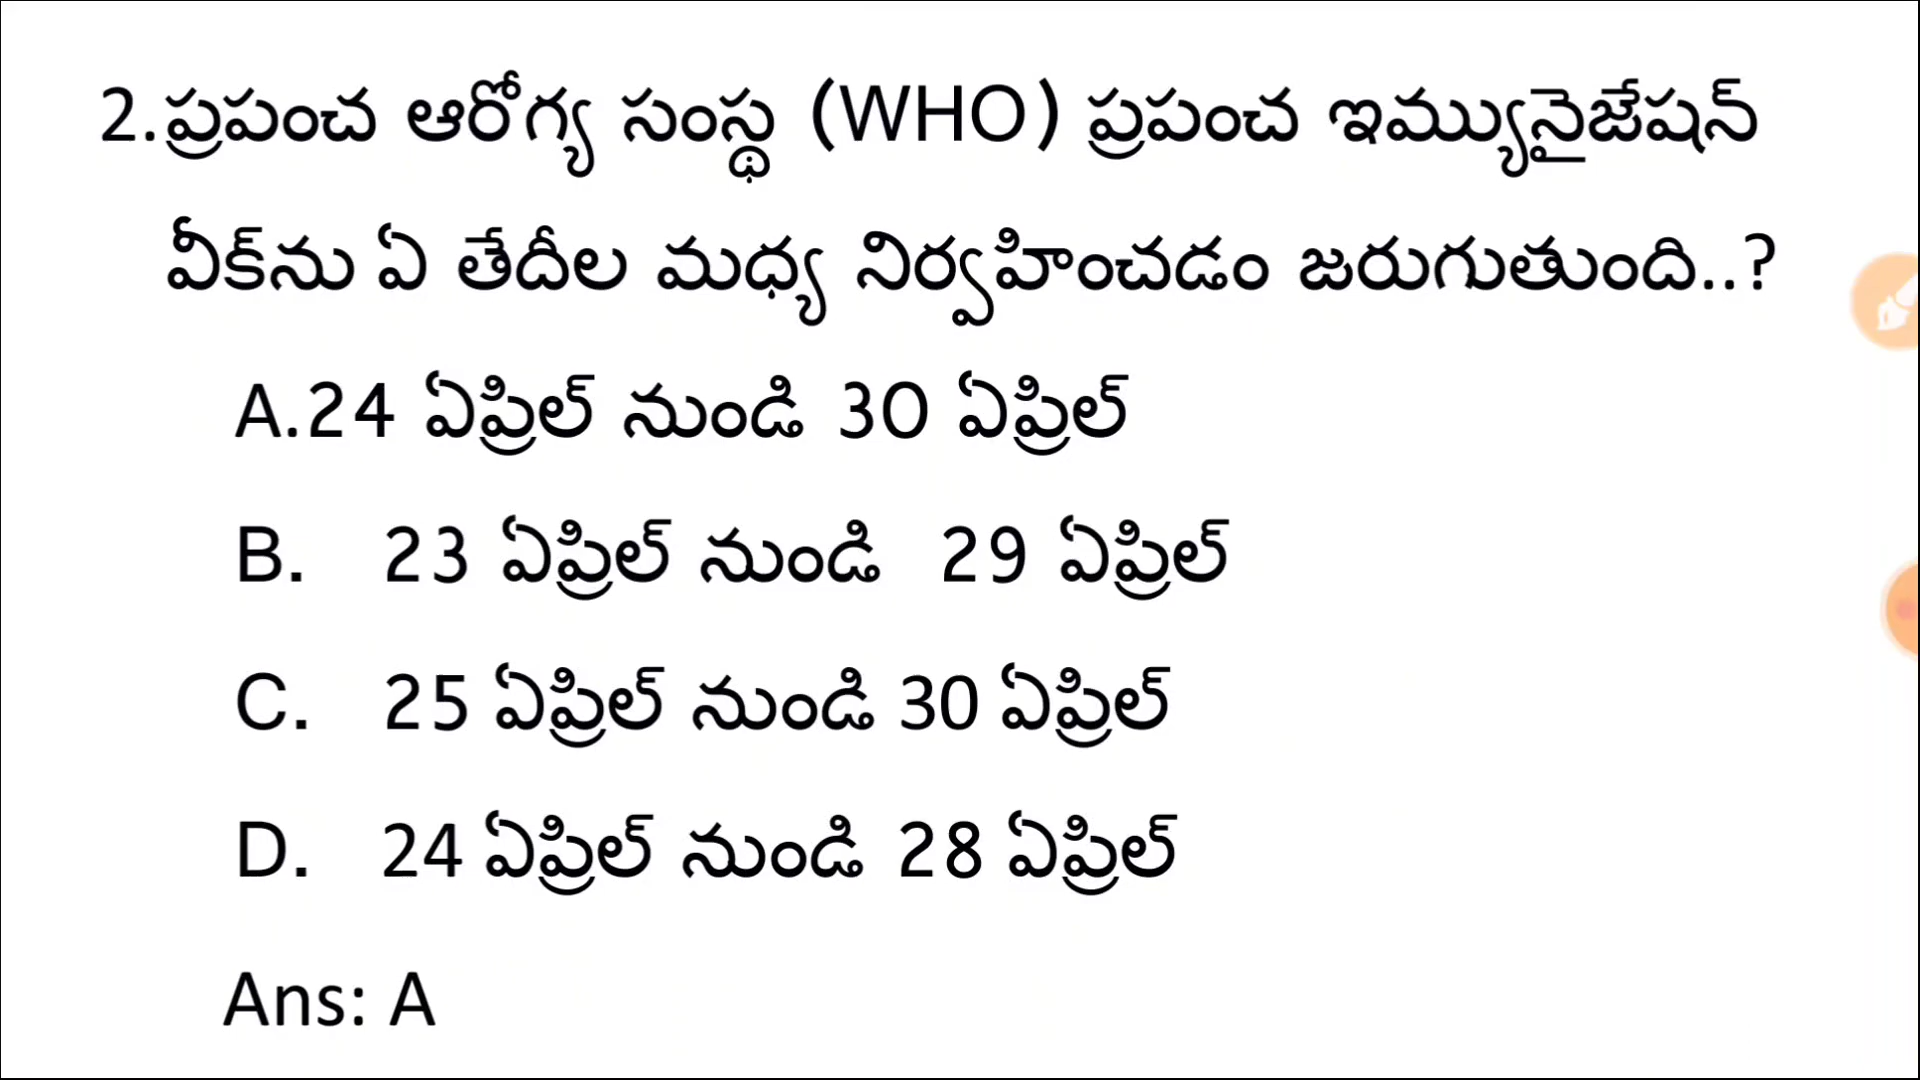 2.ప్రపంచ ఆరోగ్య సంస్థ (WHO) ప్రపంచ ఇమ్యునైజేషన్
వీక్‌ను ఏ తేదీల మధ్య నిర్వహించడం జరుగుతుంది..?
A.24 ఏప్రిల్ నుండి 30 ఏప్రిల్
B. 23 ఏప్రిల్ నుండి 29 ఏప్రిల్
C. 25 ఏప్రిల్ నుండి 30 ఏప్రిల్
D. 24 ఏప్రిల్ నుండి 28 ఏప్రిల్
Ans: A